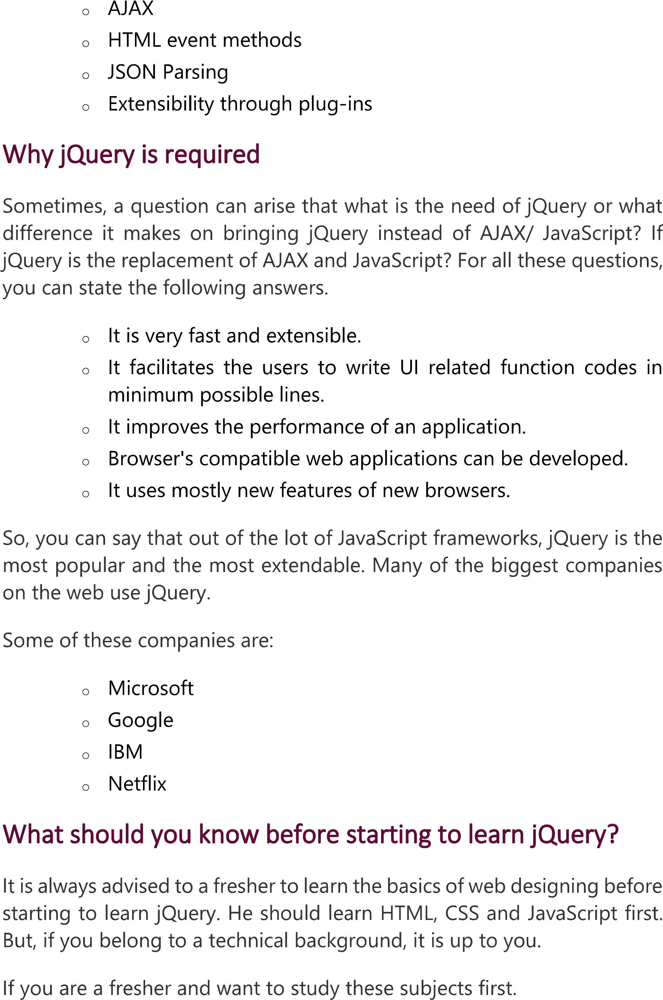 ○ AJAX
○ HTML event methods
○ JSON Parsing
○ Extensibility through plug-ins
Why jQuery is required
Sometimes, a question can arise that what is the need of jQuery or what
difference it makes on bringing jQuery instead of AJAX/ JavaScript? If
jQuery is the replacement of AJAX and JavaScript? For all these questions,
you can state the following answers.
○ It is very fast and extensible.
○ It facilitates the users to write UI related function codes in
minimum possible lines.
○ It improves the performance of an application.
○ Browser's compatible web applications can be developed.
○ It uses mostly new features of new browsers.
So, you can say that out of the lot of JavaScript frameworks, jQuery is the
most popular and the most extendable. Many of the biggest companies
on the web use jQuery.
Some of these companies are:
○ Microsoft
○ Google
○ IBM
○ Netflix
What should you know before starting to learn jQuery?
It is always advised to a fresher to learn the basics of web designing before
starting to learn jQuery. He should learn HTML, CSS and JavaScript first.
But, if you belong to a technical background, it is up to you.
If you are a fresher and want to study these subjects first.